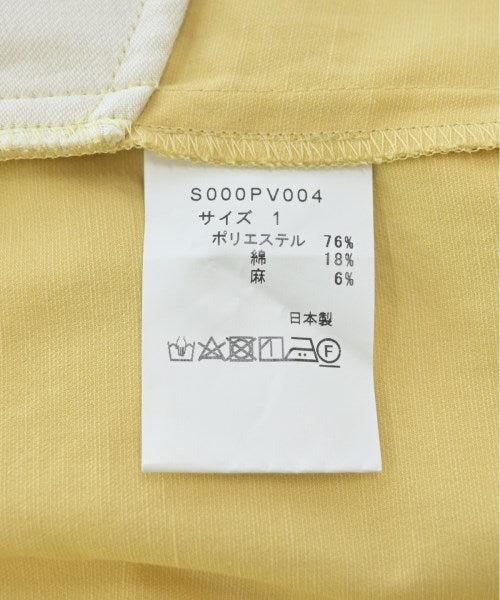 S000PV004
サイズ 1
ポリエステル 76%
綿 18%
麻 6%
日本製
F